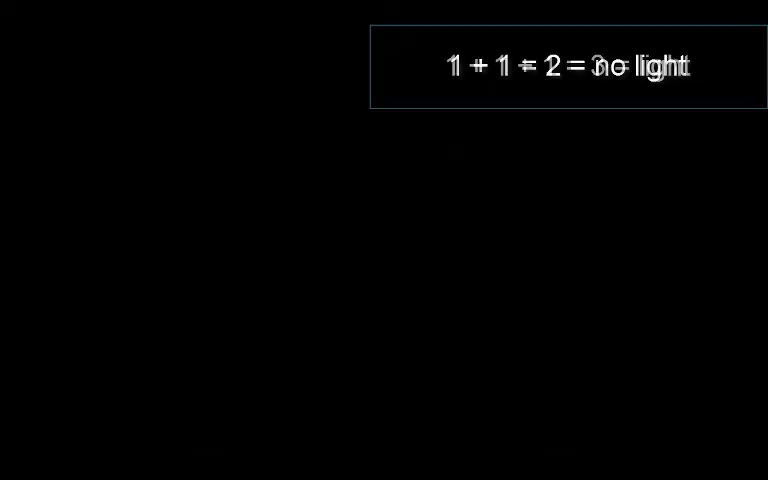 1 + 1 = 2 = no light